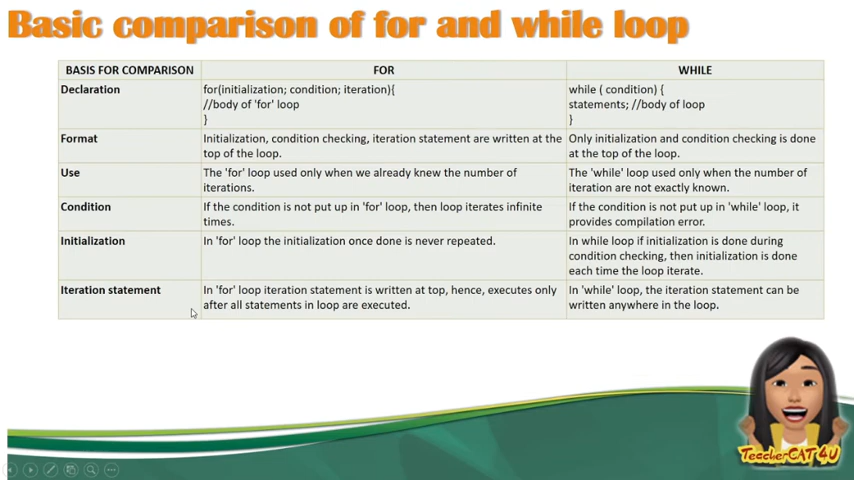 Basic comparison of for and while loop
BASIS FOR COMPARISON
FOR
WHILE
Declaration
for(initialization; condition; iteration){
//body of 'for' loop
}
while ( condition) {
statements; //body of loop
}
Format
Initialization, condition checking, iteration statement are written at the
top of the loop.
Only initialization and condition checking is done
at the top of the loop.
Use
The 'for' loop used only when we already knew the number of
iterations.
The 'while' loop used only when the number of
iteration are not exactly known.
Condition
If the condition is not put up in 'for' loop, then loop iterates infinite
times.
If the condition is not put up in 'while' loop, it
provides compilation error.
Initialization
In 'for' loop the initialization once done is never repeated.
In while loop if initialization is done during
condition checking, then initialization is done
each time the loop iterate.
Iteration statement
In 'for' loop iteration statement is written at top, hence, executes only
after all statements in loop are executed.
In 'while' loop, the iteration statement can be
written anywhere in the loop.
TeacherCAT 4U